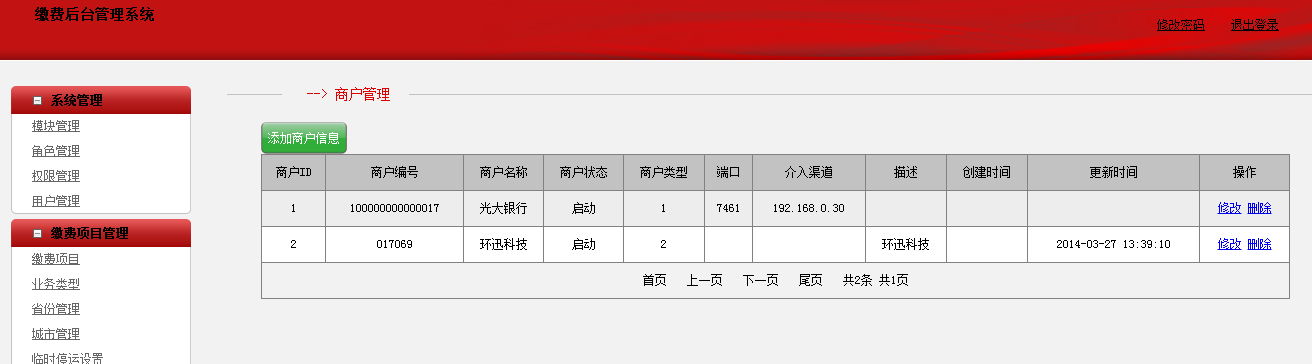 缴费后台管理系统
修改密码 退出登录
系统管理
模块管理
角色管理
权限管理
用户管理
缴费项目管理
缴费项目
业务类型
省份管理
城市管理
临时停运设置
--> 商户管理
添加商户信息
商户ID 商户编号 商户名称 商户状态 商户类型 端口 介入渠道 描述 创建时间 更新时间 操作
1 100000000000017 光大银行 启动 1 7461 192.168.0.30 修改 删除
2 017069 环迅科技 启动 2 环迅科技 2014-03-27 13:39:10 修改 删除
首页 上一页 下一页 尾页 共2条 共1页